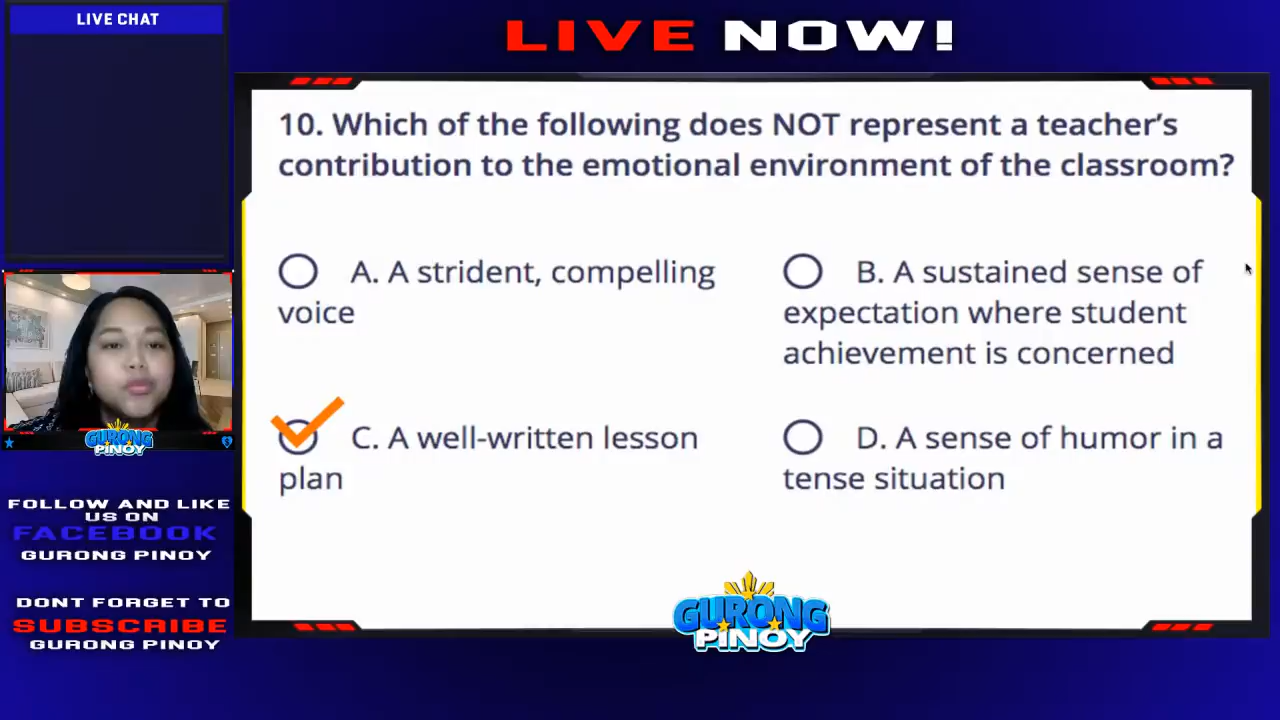 LIVE CHAT
LIVE NOW!
10. Which of the following does NOT represent a teacher's
contribution to the emotional environment of the classroom?
A. A strident, compelling
voice
B. A sustained sense of
expectation where student
achievement is concerned
C. A well-written lesson
plan
D. A sense of humor in a
tense situation
GURONG
PINOY
FOLLOW AND LIKE
US ON
FACEBOOK
GURONG PINOY
DONT FORGET TO
SUBSCRIBE
GURONG PINOY
GURONG
PINOY